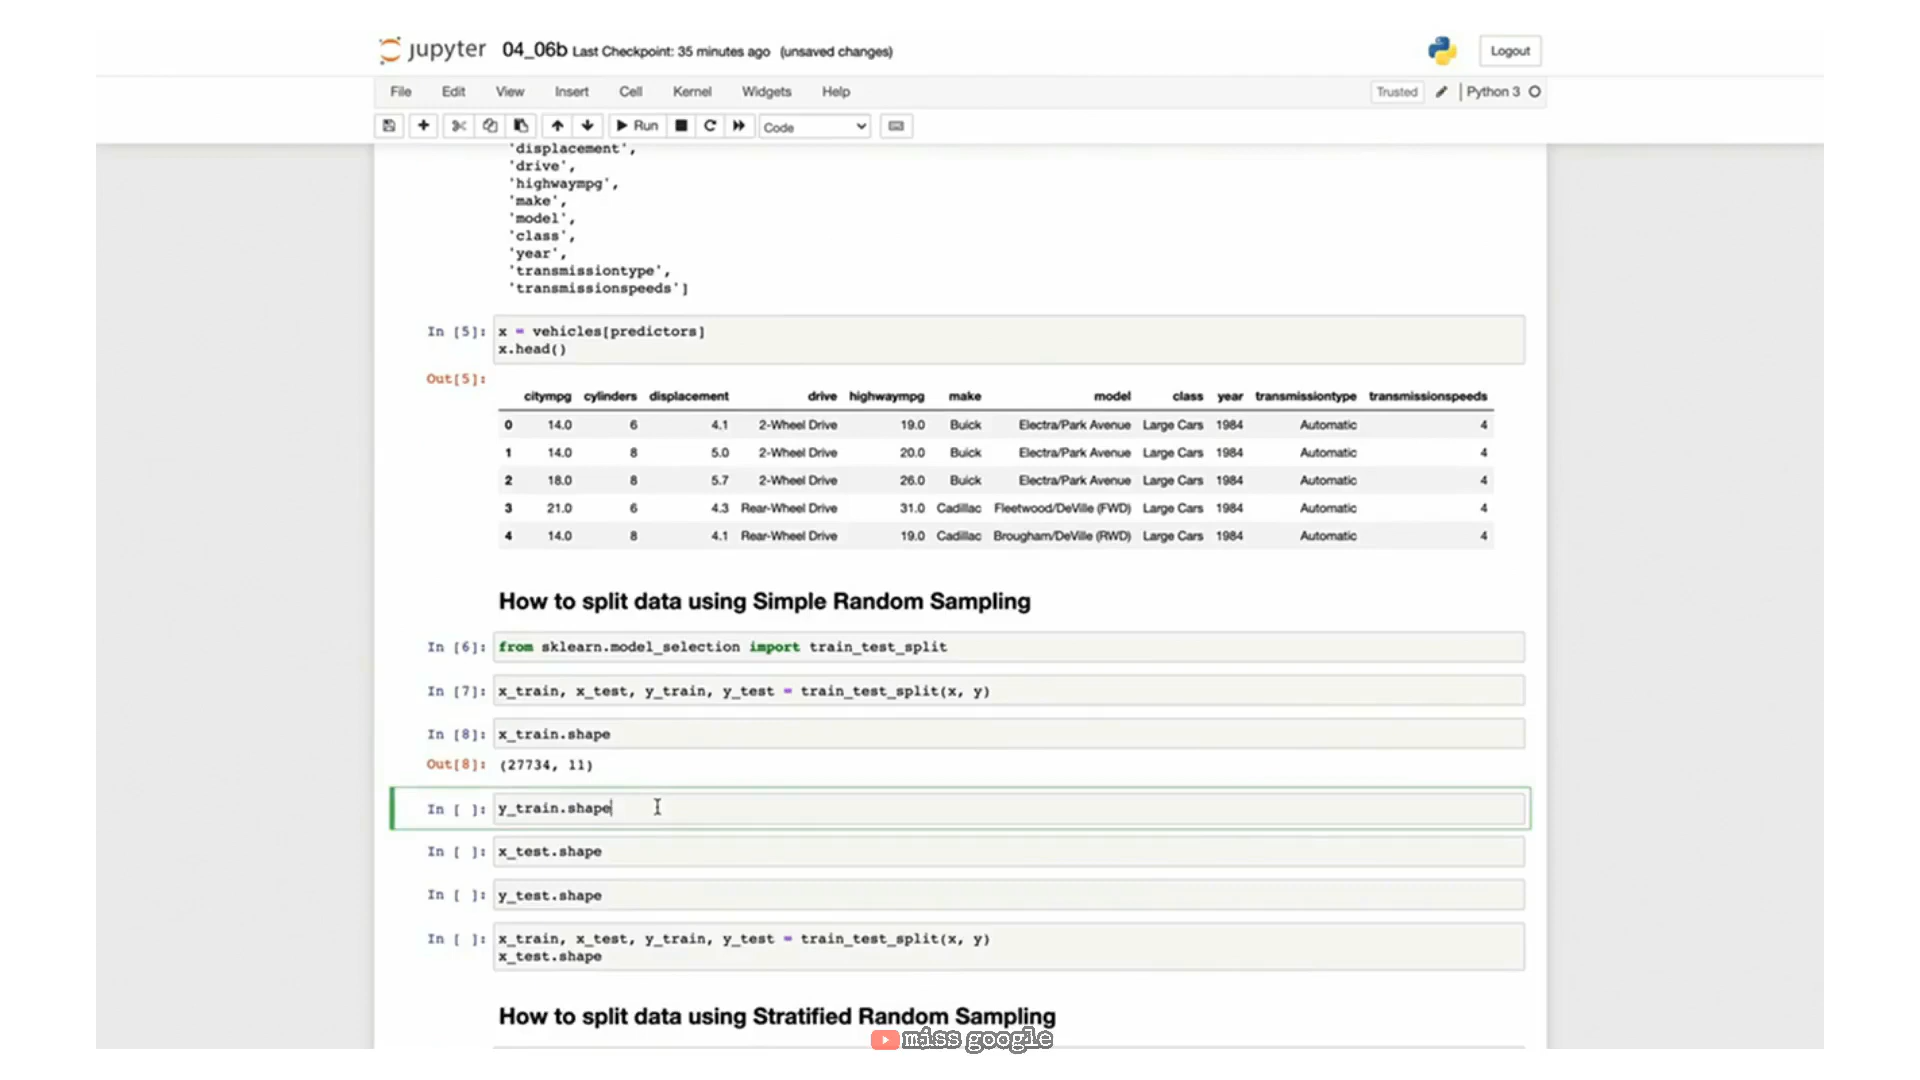 jupyter 04_06b Last Checkpoint: 35 minutes ago (unsaved changes) Logout
File Edit View Insert Cell Kernel Widgets Help Trusted Python 3
Run Code
'displacement',
'drive',
'highwaympg',
'make',
'model',
'class',
'year',
'transmissiontype',
'transmissionspeeds']
In [5]: x = vehicles[predictors]
x.head()
Out[5]:
citympg cylinders displacement drive highwaympg make model class year transmissiontype transmissionspeeds
0 14.0 6 4.1 2-Wheel Drive 19.0 Buick Electra/Park Avenue Large Cars 1984 Automatic 4
1 14.0 8 5.0 2-Wheel Drive 20.0 Buick Electra/Park Avenue Large Cars 1984 Automatic 4
2 18.0 8 5.7 2-Wheel Drive 26.0 Buick Electra/Park Avenue Large Cars 1984 Automatic 4
3 21.0 6 4.3 Rear-Wheel Drive 31.0 Cadillac Fleetwood/DeVille (FWD) Large Cars 1984 Automatic 4
4 14.0 8 4.1 Rear-Wheel Drive 19.0 Cadillac Brougham/DeVille (RWD) Large Cars 1984 Automatic 4
How to split data using Simple Random Sampling
In [6]: from sklearn.model_selection import train_test_split
In [7]: x_train, x_test, y_train, y_test = train_test_split(x, y)
In [8]: x_train.shape
Out[8]: (27734, 11)
In [ ]: y_train.shape
In [ ]: x_test.shape
In [ ]: y_test.shape
In [ ]: x_train, x_test, y_train, y_test = train_test_split(x, y)
x_test.shape
How to split data using Stratified Random Sampling
miss google